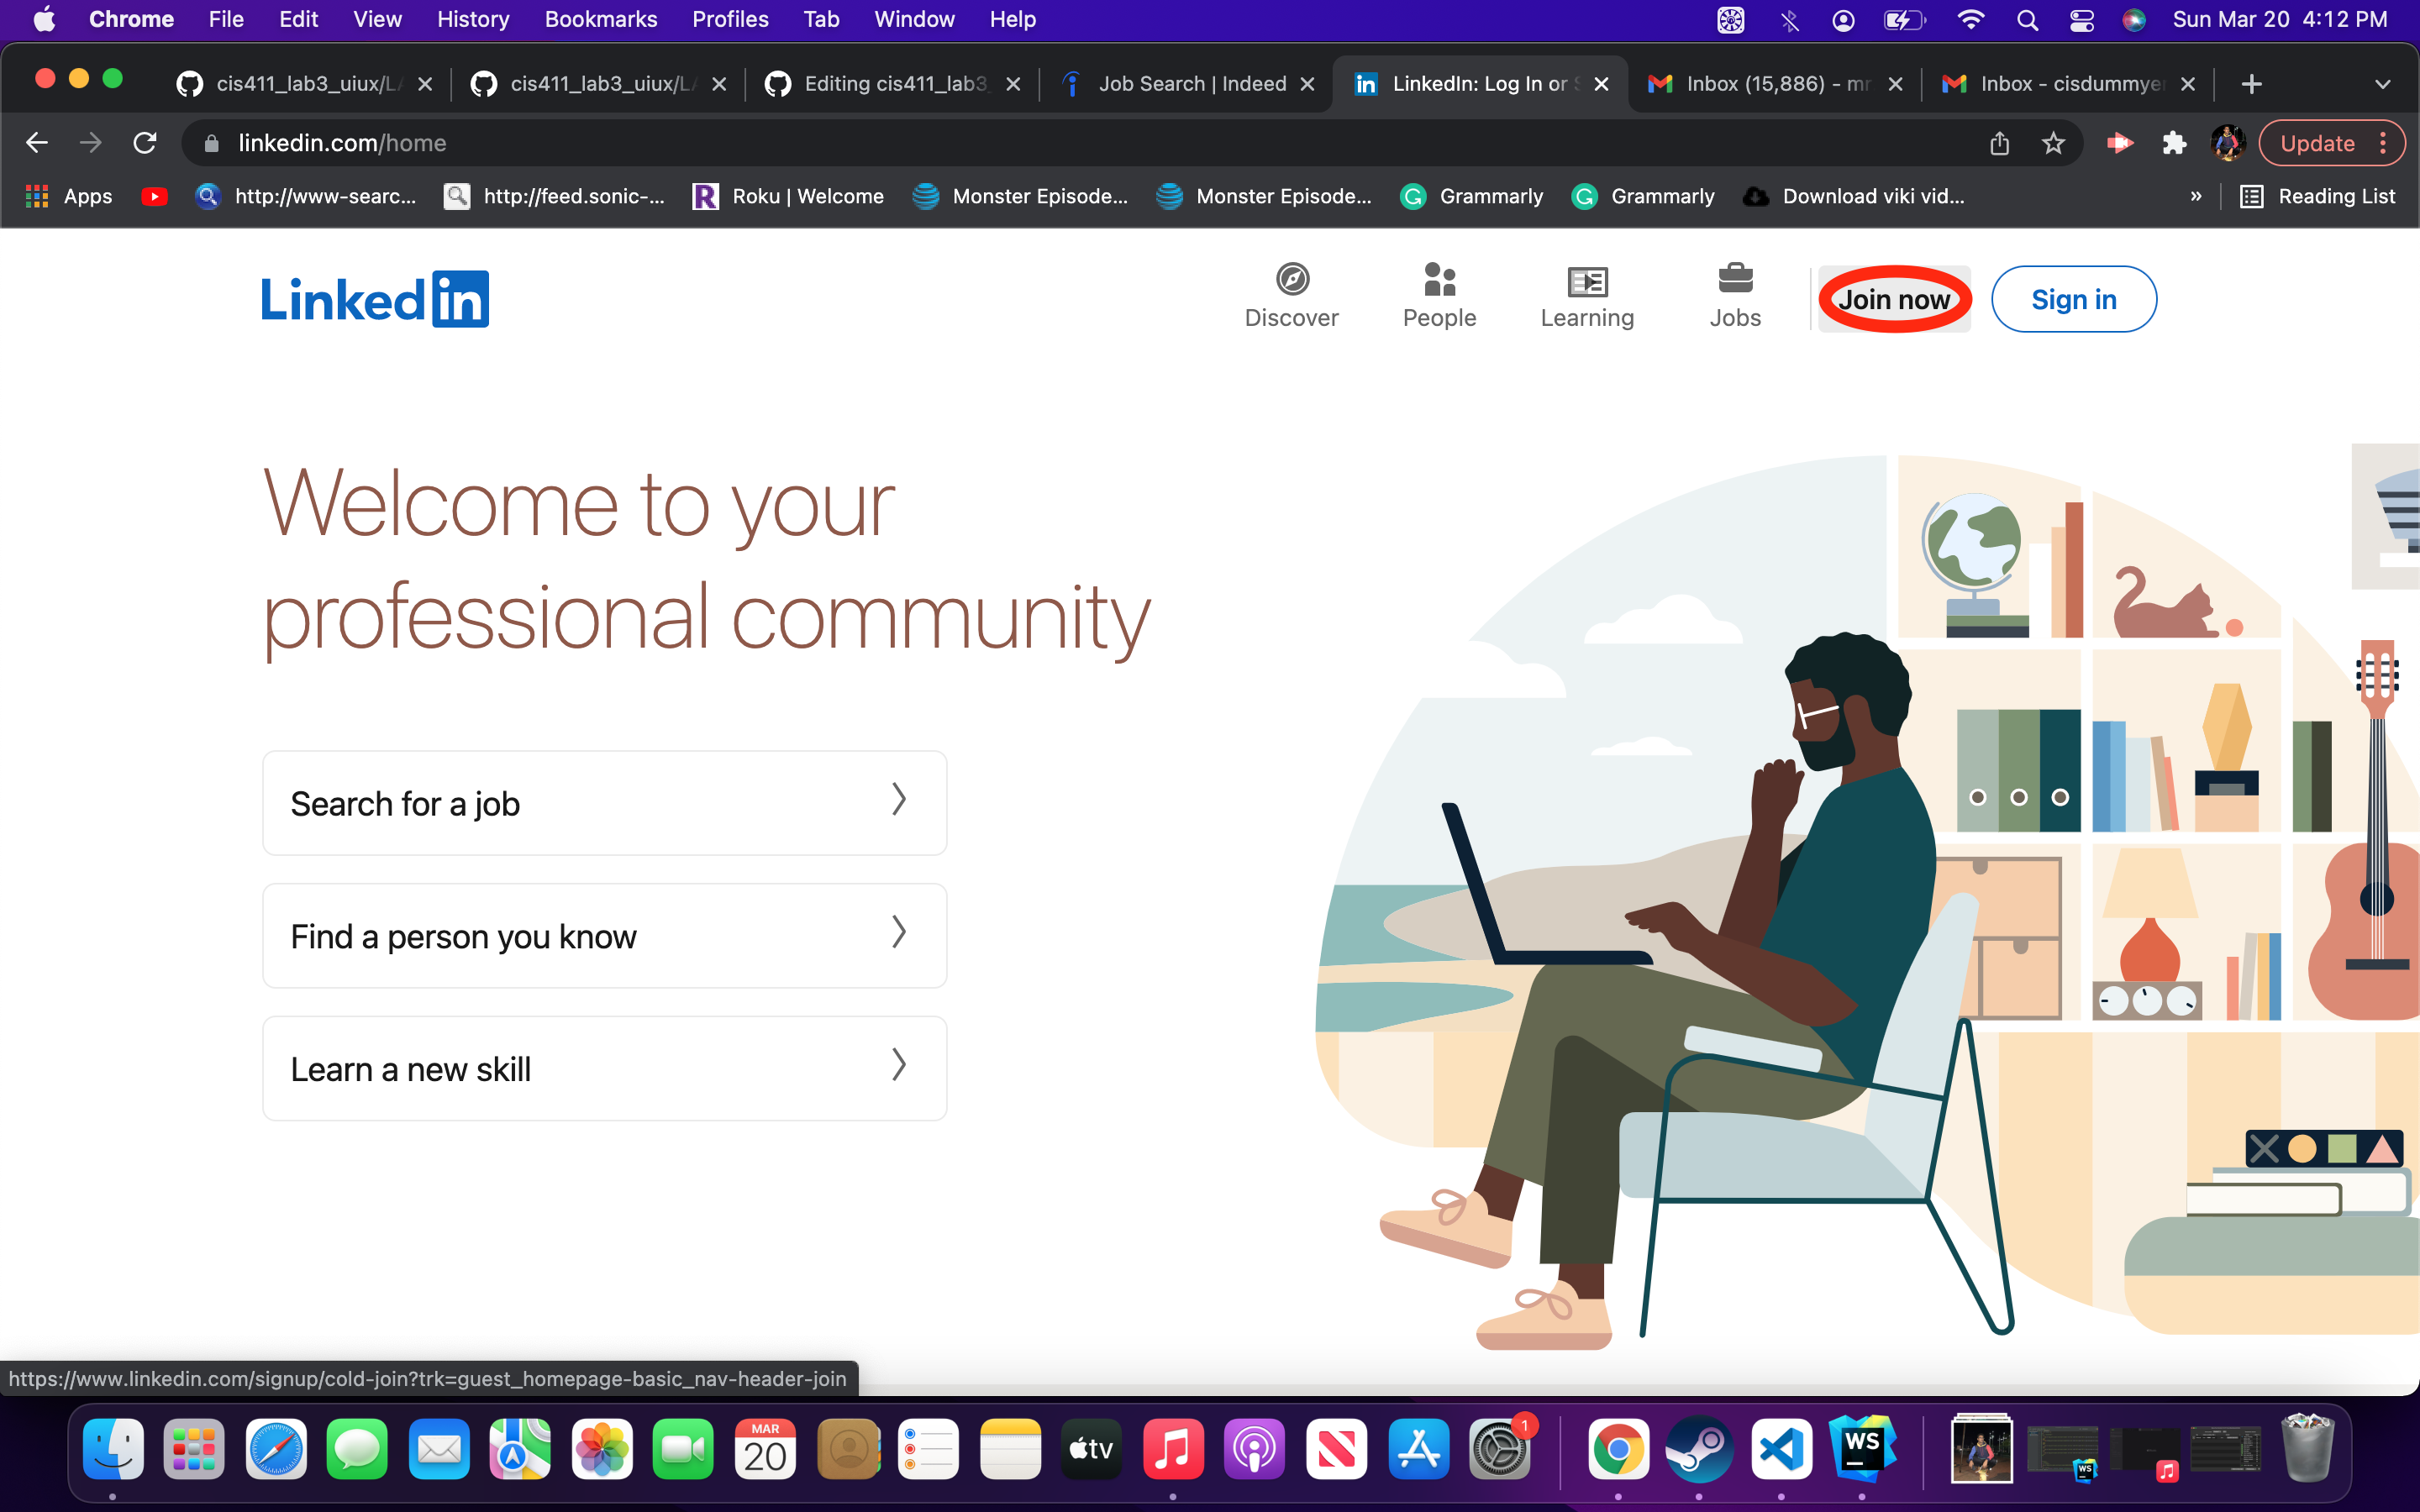 Chrome File Edit View History Bookmarks Profiles Tab Window Help Sun Mar 20 4:12 PM
cis411_lab3_uiux/LA cis411_lab3_uiux/LA Editing cis411_lab3_ Job Search | Indeed LinkedIn: Log In or S Inbox (15,886) - mr Inbox - cisdummye
linkedin.com/home Update
Apps http://www-searc... http://feed.sonic-... Roku | Welcome Monster Episode... Monster Episode... Grammarly Grammarly Download viki vid... » Reading List
Linked in
Discover People Learning Jobs Join now Sign in
Welcome to your
professional community
Search for a job
Find a person you know
Learn a new skill
https://www.linkedin.com/signup/cold-join?trk=guest_homepage-basic_nav-header-join
MAR
20
tv
1
WS
WS